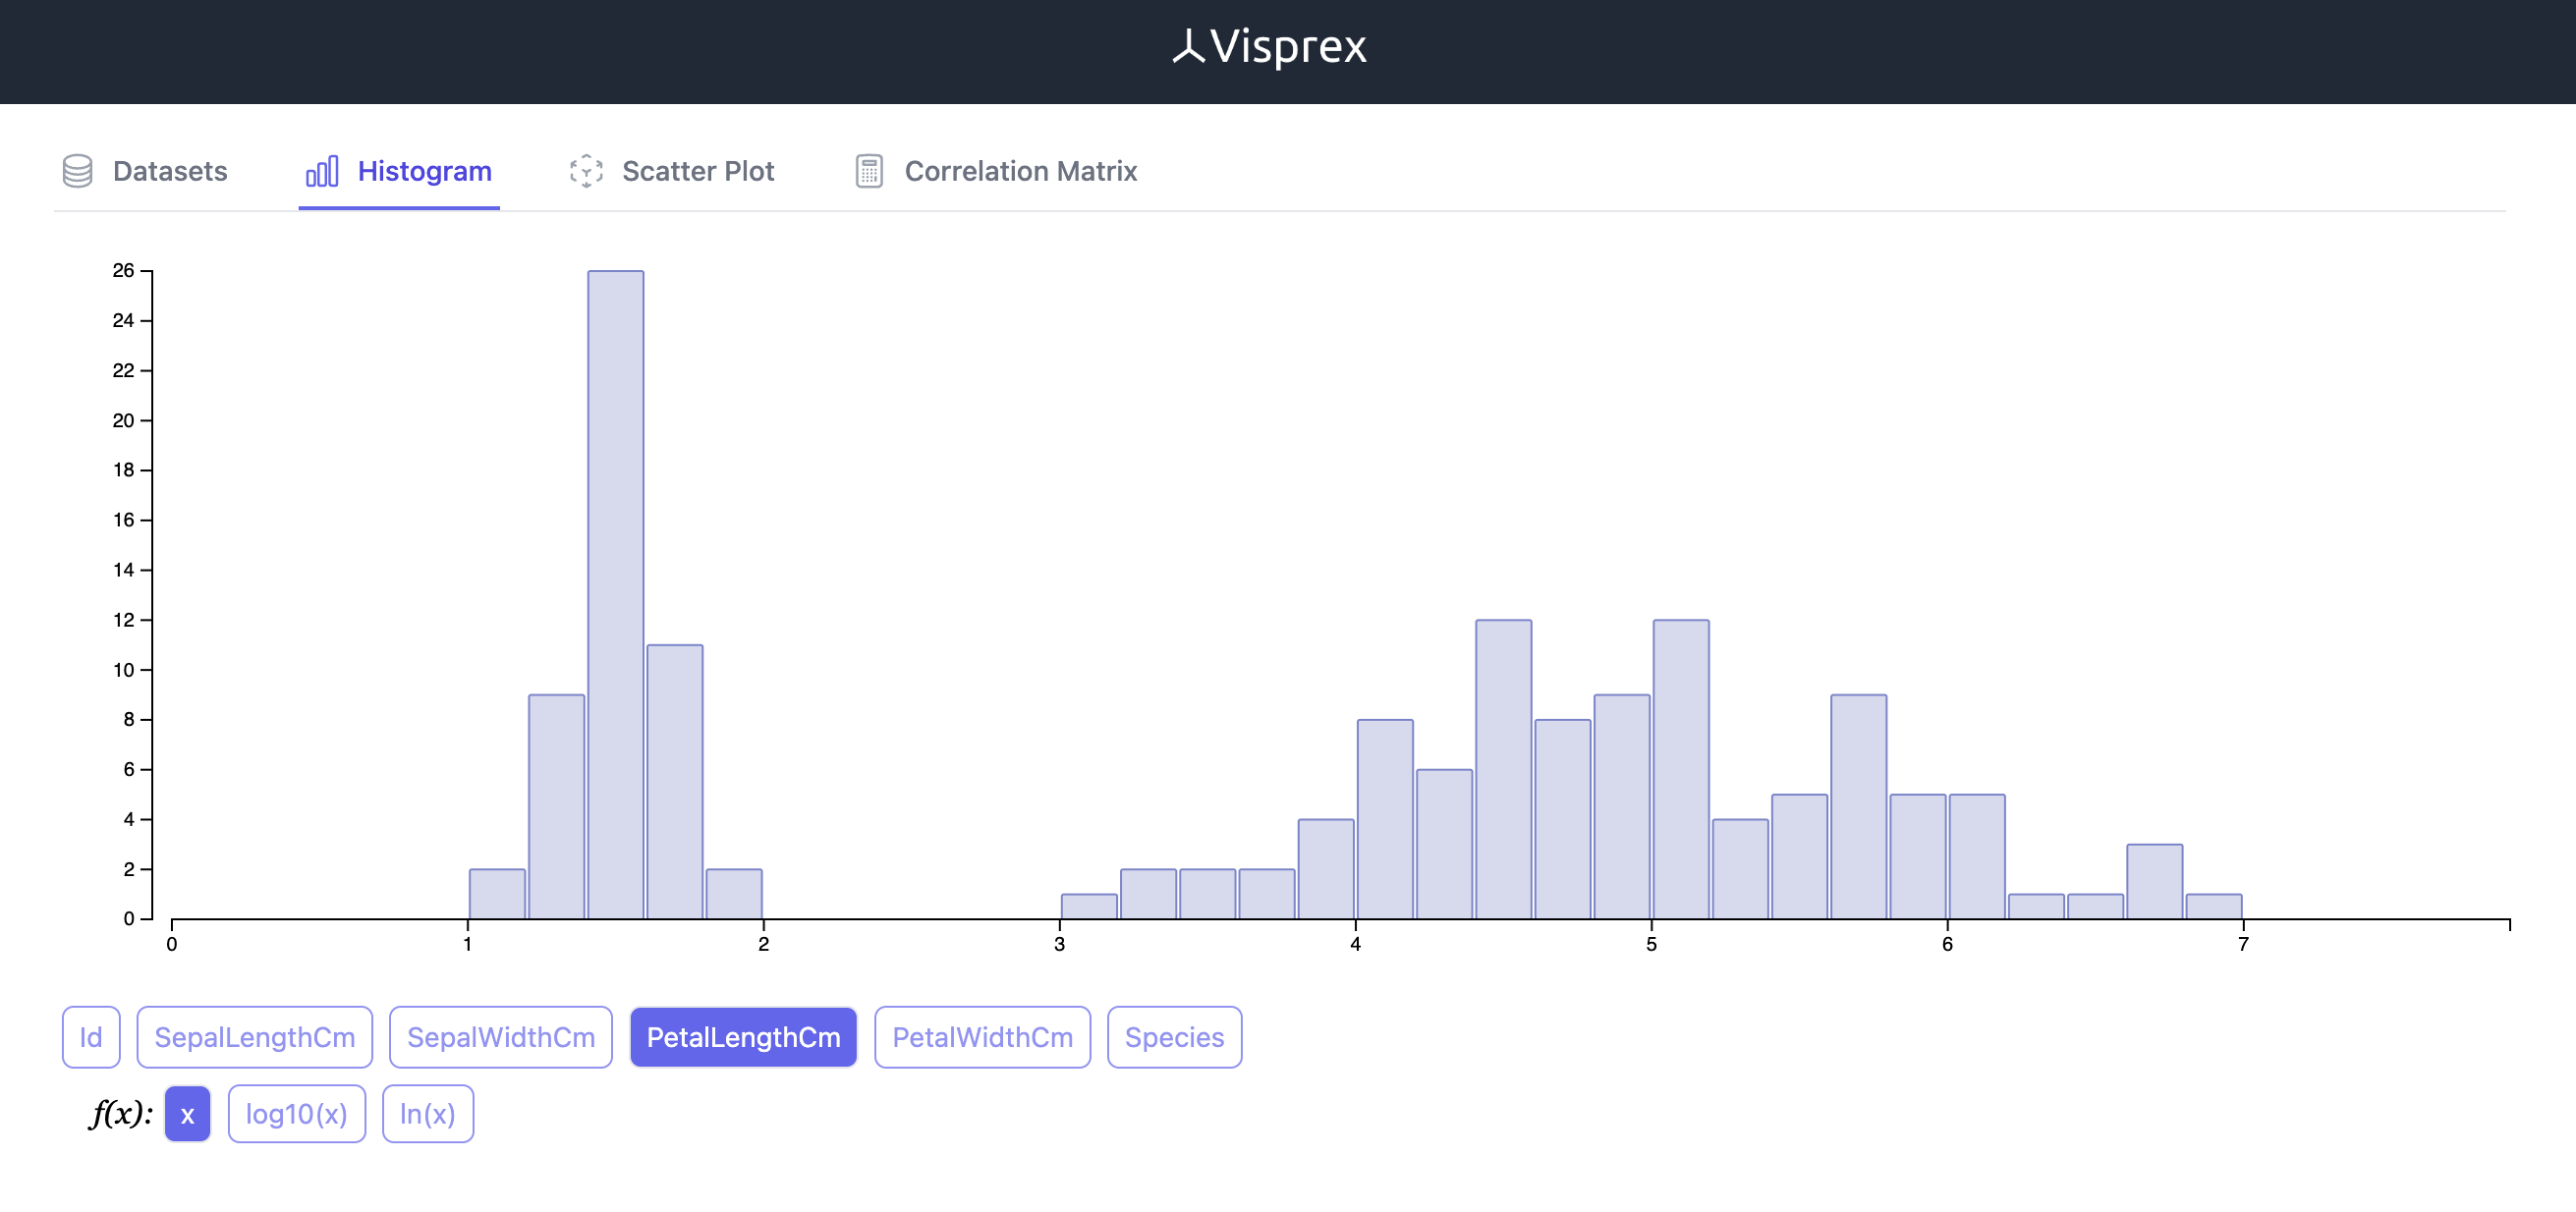 Visprex
Datasets Histogram Scatter Plot Correlation Matrix
26
24
22
20
18
16
14
12
10
8
6
4
2
0
0 1 2 3 4 5 6 7
Id SepalLengthCm SepalWidthCm PetalLengthCm PetalWidthCm Species
f(x): x log10(x) ln(x)